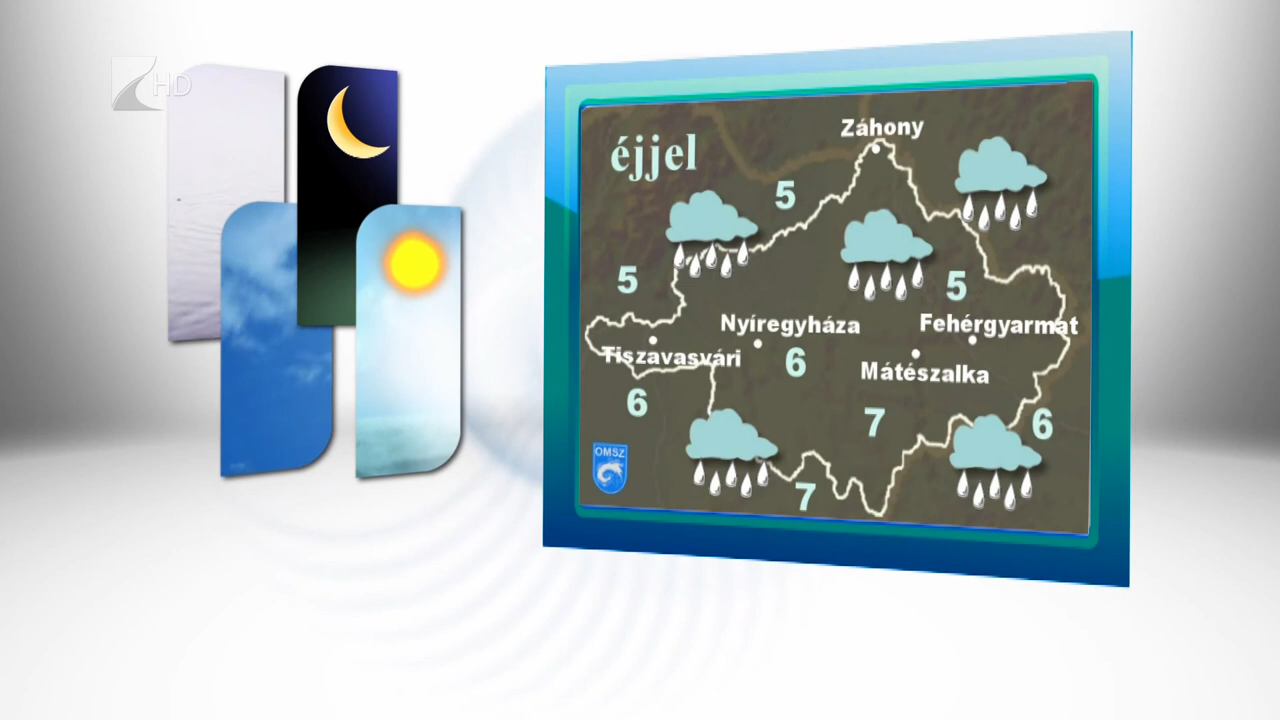 HD
éjjel
Záhony
5
5
5
Nyíregyháza
Fehérgyarmat
Tiszavasvári
6
Mátészalka
6
7
6
OMSZ
7